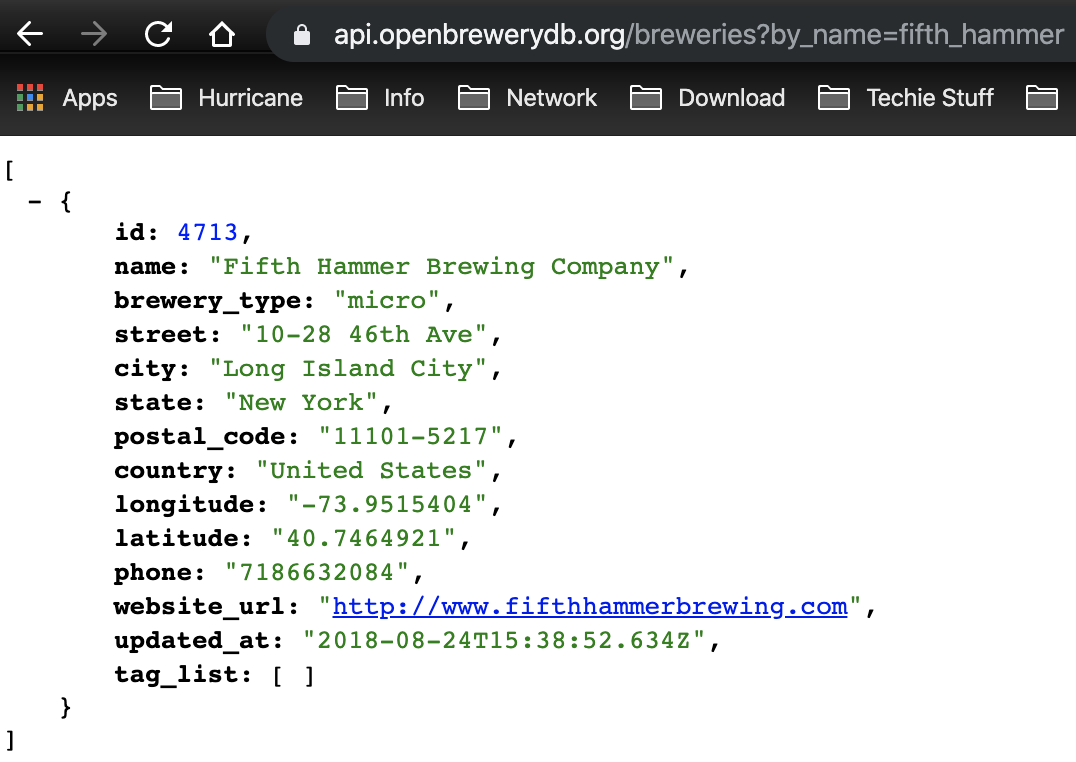 api.openbrewerydb.org/breweries?by_name=fifth_hammer
Apps Hurricane Info Network Download Techie Stuff
[
- {
id: 4713,
name: "Fifth Hammer Brewing Company",
brewery_type: "micro",
street: "10-28 46th Ave",
city: "Long Island City",
state: "New York",
postal_code: "11101-5217",
country: "United States",
longitude: "-73.9515404",
latitude: "40.7464921",
phone: "7186632084",
website_url: "http://www.fifthhammerbrewing.com",
updated_at: "2018-08-24T15:38:52.634Z",
tag_list: [ ]
}
]